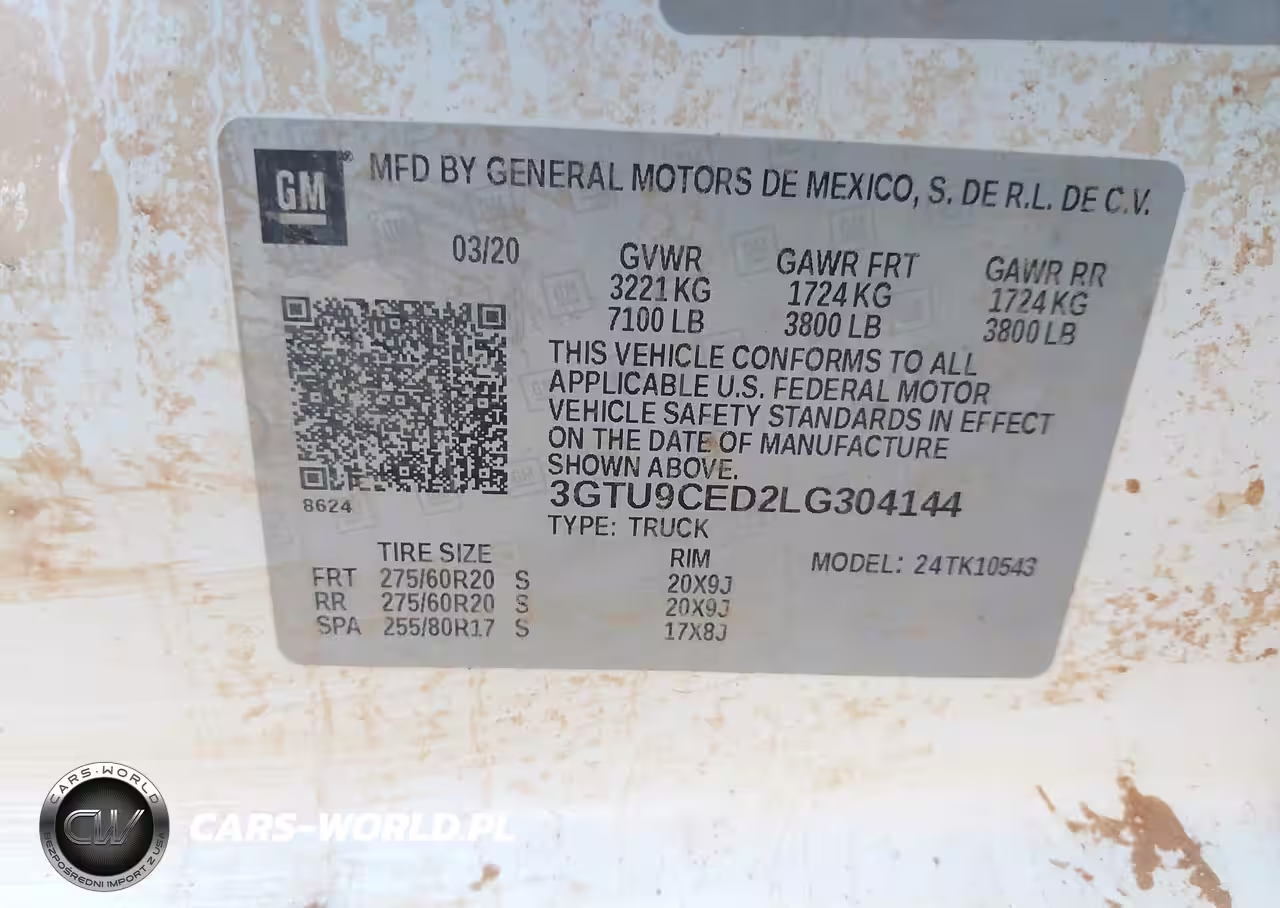 GM
MFD BY GENERAL MOTORS DE MEXICO, S. DE R.L. DE C.V.
03/20
GVWR GAWR FRT GAWR RR
3221 KG 1724 KG 1724 KG
7100 LB 3800 LB 3800 LB
THIS VEHICLE CONFORMS TO ALL
APPLICABLE U.S. FEDERAL MOTOR
VEHICLE SAFETY STANDARDS IN EFFECT
ON THE DATE OF MANUFACTURE
SHOWN ABOVE.
8624
3GTU9CED2LG304144
TYPE: TRUCK
TIRE SIZE RIM MODEL: 24TK10543
FRT 275/60R20 S 20X9J
RR 275/60R20 S 20X9J
SPA 255/80R17 S 17X8J
CARS-WORLD
CW
BEZPOŚREDNI IMPORT Z USA
CARS-WORLD.PL